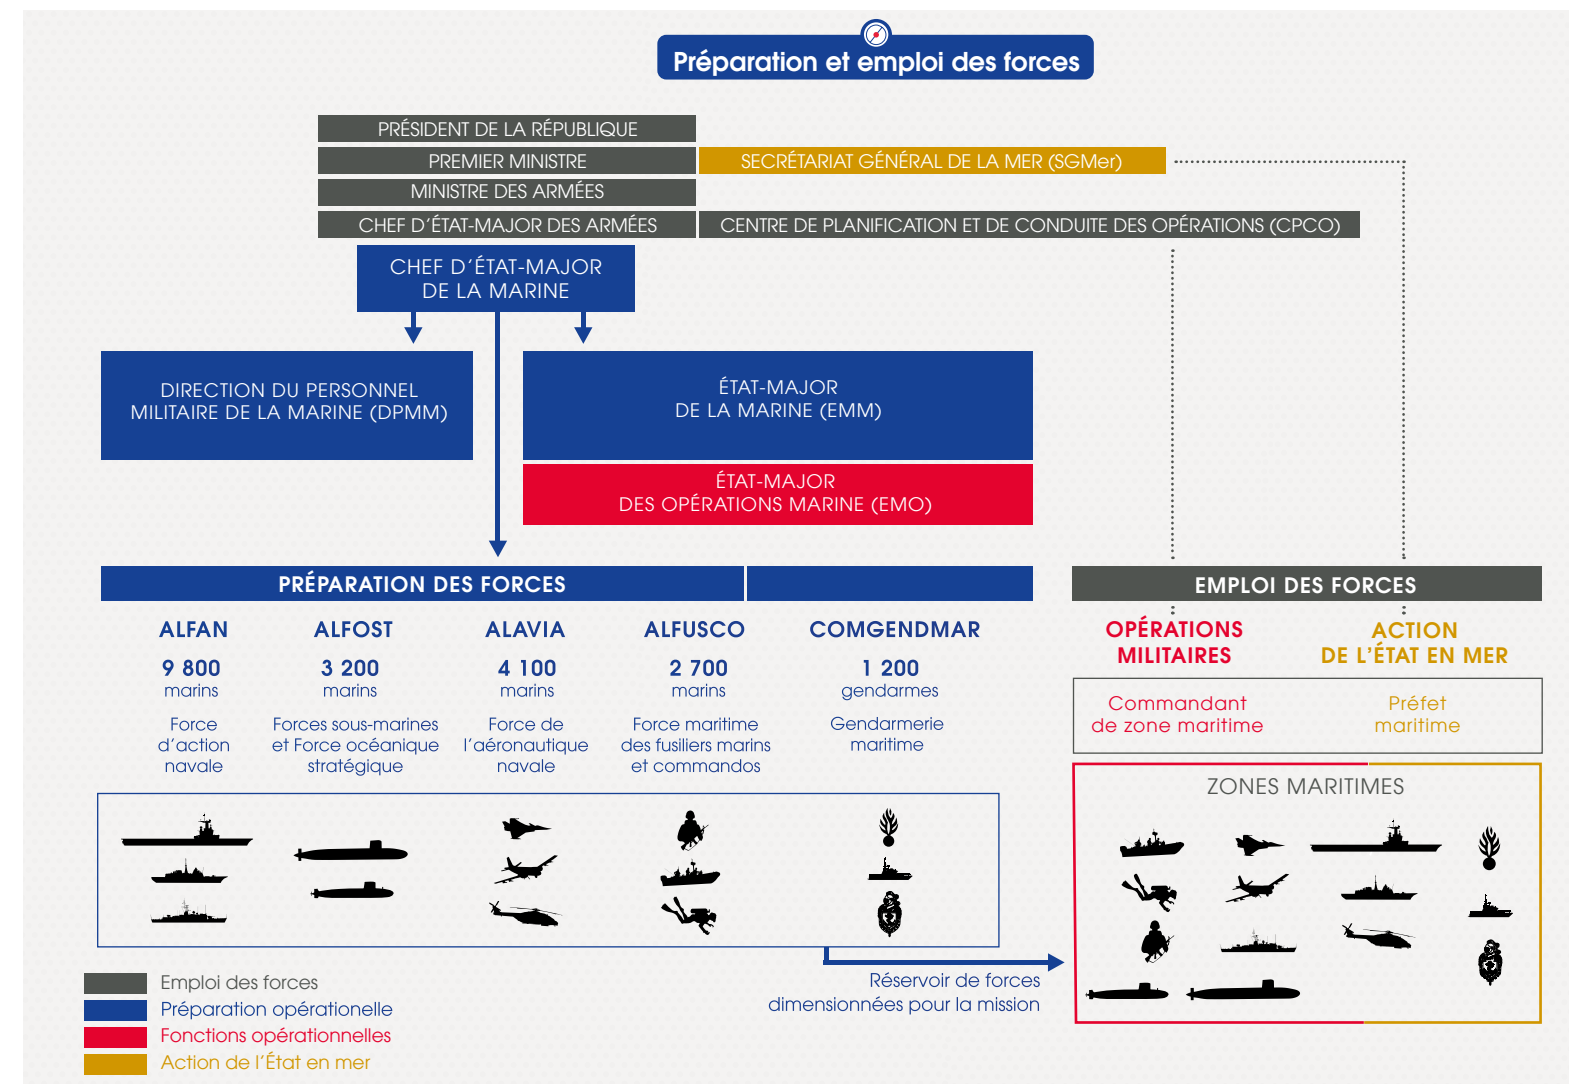 Préparation et emploi des forces
PRÉSIDENT DE LA RÉPUBLIQUE
PREMIER MINISTRE
SECRÉTARIAT GÉNÉRAL DE LA MER (SGMer)
MINISTRE DES ARMÉES
CHEF D'ÉTAT-MAJOR DES ARMÉES
CENTRE DE PLANIFICATION ET DE CONDUITE DES OPÉRATIONS (CPCO)
CHEF D'ÉTAT-MAJOR
DE LA MARINE
DIRECTION DU PERSONNEL
MILITAIRE DE LA MARINE (DPMM)
ÉTAT-MAJOR
DE LA MARINE (EMM)
ÉTAT-MAJOR
DES OPÉRATIONS MARINE (EMO)
PRÉPARATION DES FORCES
ALFAN
9 800
marins
Force
d'action
navale
ALFOST
3 200
marins
Forces sous-marines
et Force océanique
stratégique
ALAVIA
4 100
marins
Force de
l'aéronautique
navale
ALFUSCO
2 700
marins
Force maritime
des fusiliers marins
et commandos
COMGENDMAR
1 200
gendarmes
Gendarmerie
maritime
EMPLOI DES FORCES
OPÉRATIONS
MILITAIRES
Commandant
de zone maritime
ACTION
DE L'ÉTAT EN MER
Préfet
maritime
ZONES MARITIMES
Réservoir de forces
dimensionnées pour la mission
Emploi des forces
Préparation opérationelle
Fonctions opérationnelles
Action de l'État en mer